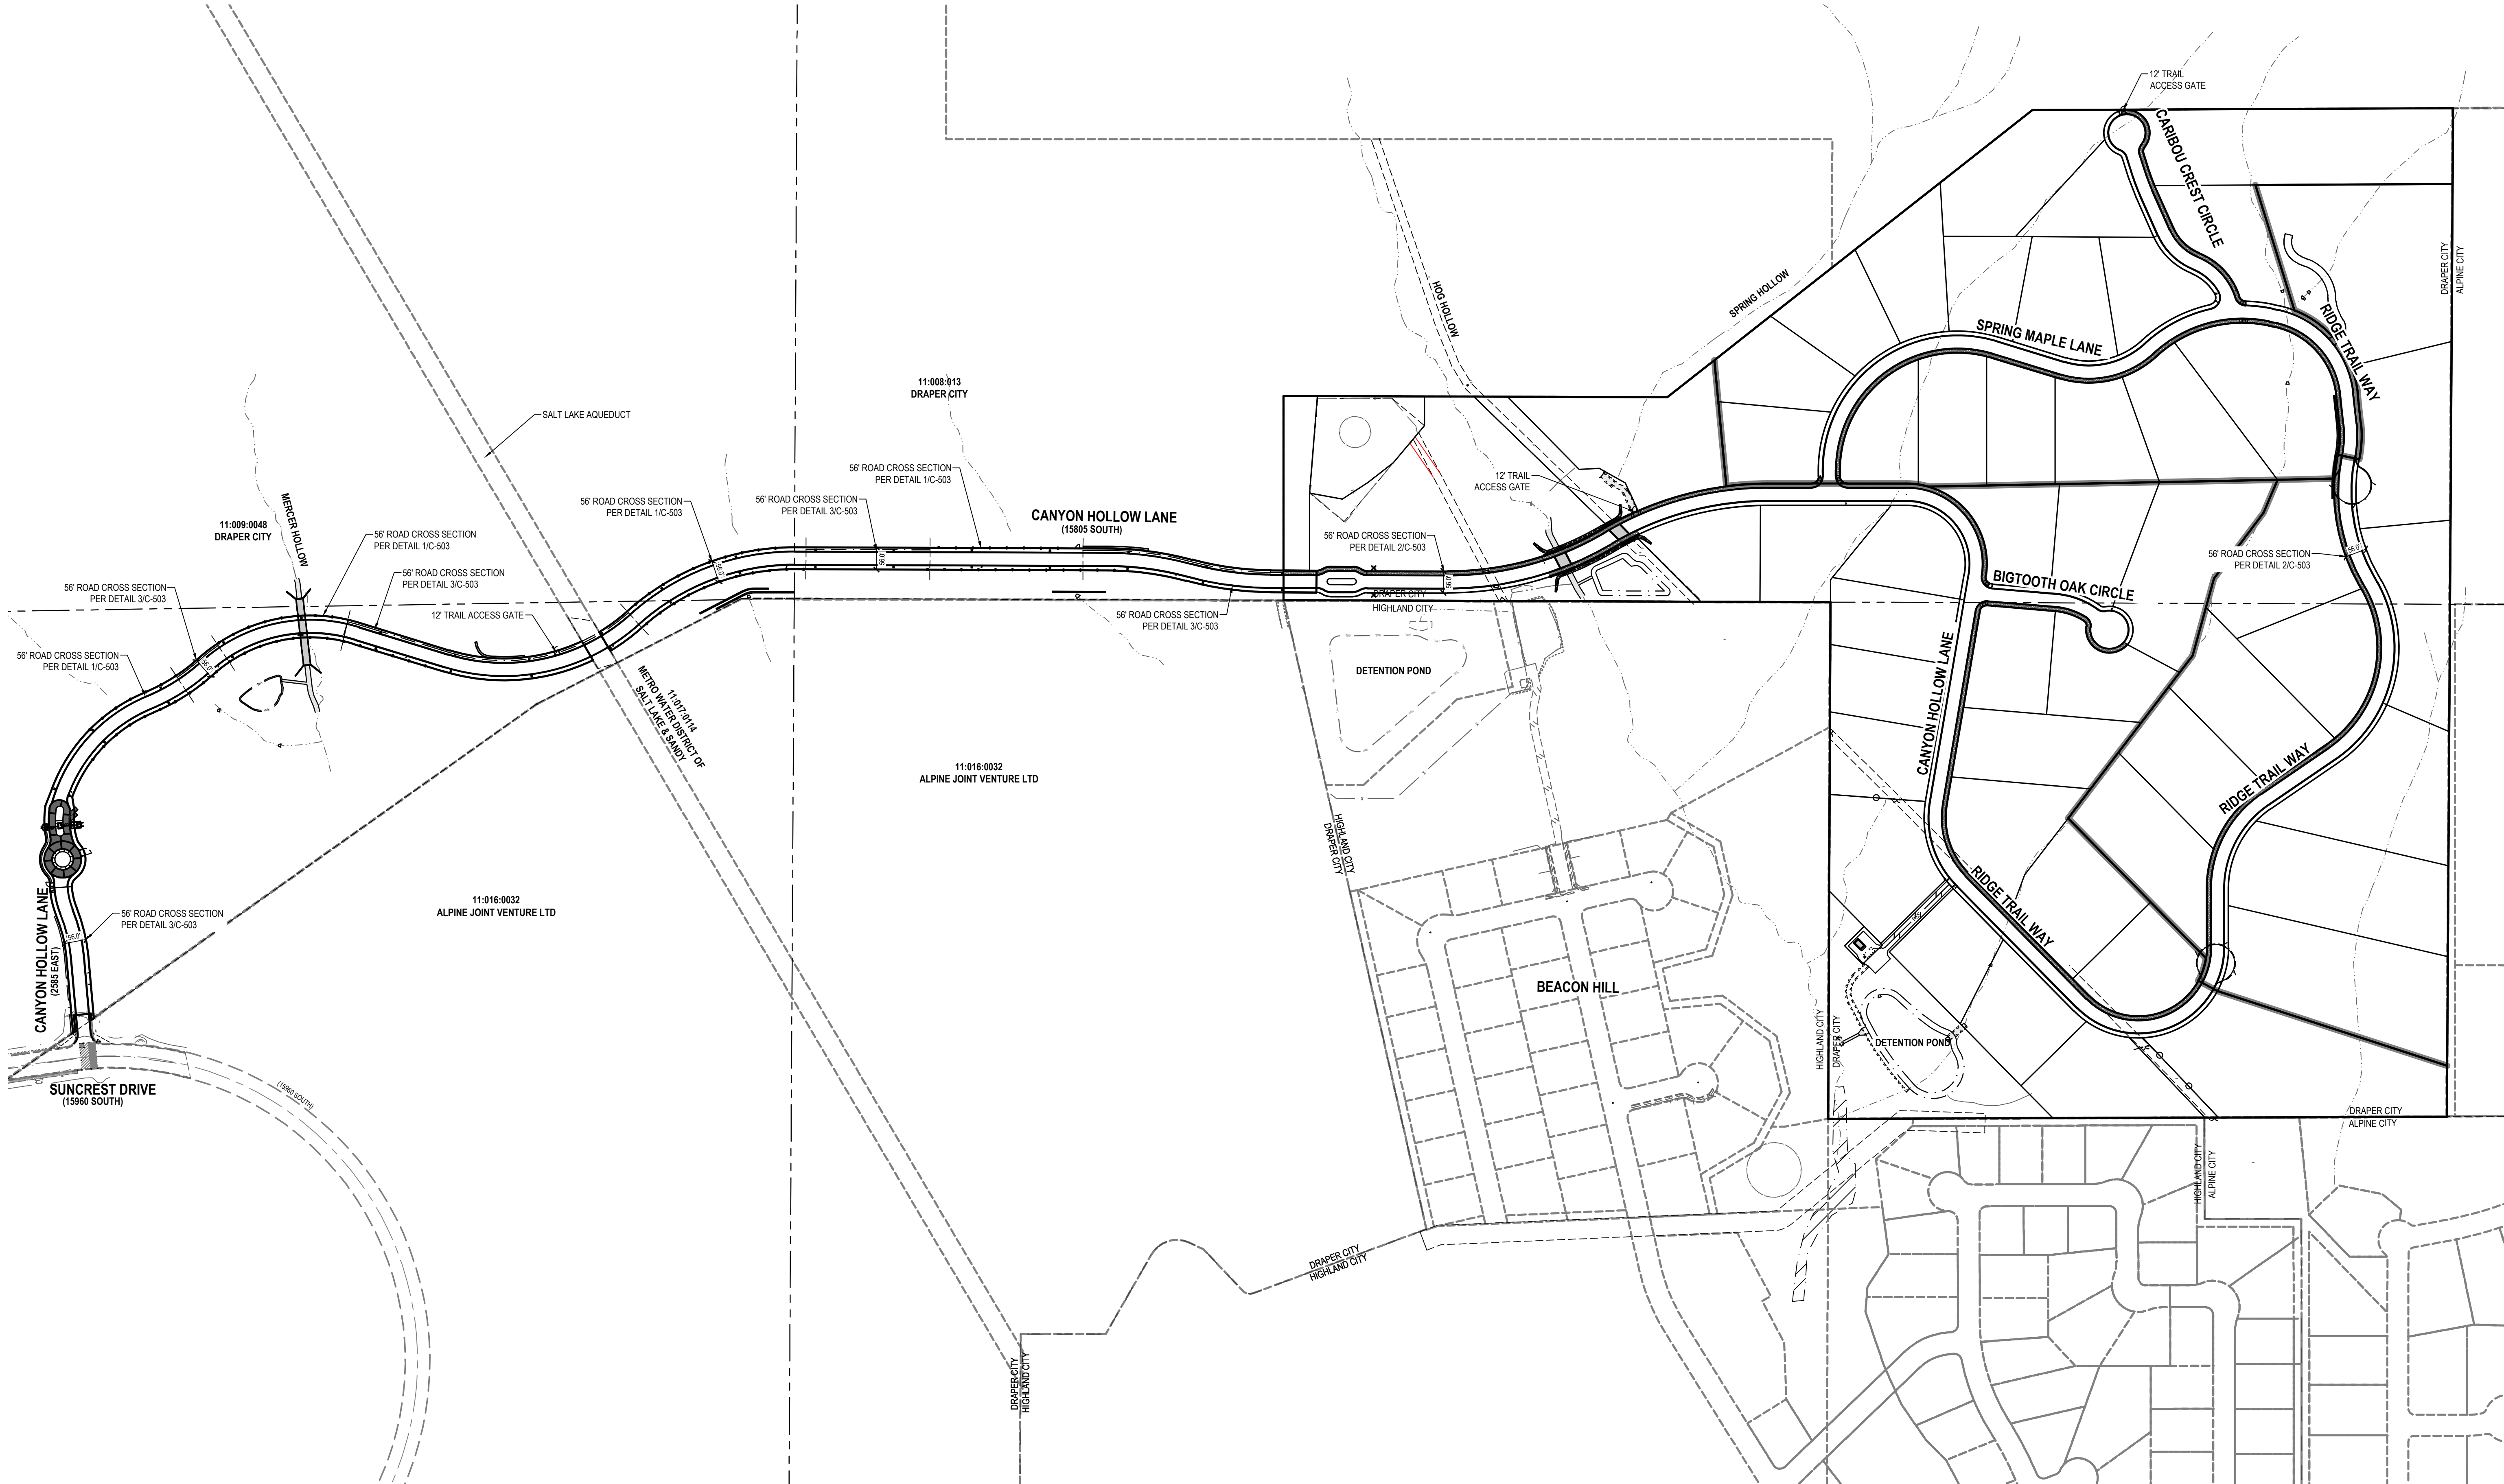 12' TRAIL
ACCESS GATE
CARIBOU CREST CIRCLE
DRAPER CITY
ALPINE CITY
HOG HOLLOW
SPRING HOLLOW
SPRING MAPLE LANE
RIDGE TRAIL WAY
11:008:013
DRAPER CITY
SALT LAKE AQUEDUCT
56' ROAD CROSS SECTION
PER DETAIL 1/C-503
56' ROAD CROSS SECTION
PER DETAIL 1/C-503
56' ROAD CROSS SECTION
PER DETAIL 3/C-503
12' TRAIL
ACCESS GATE
MERCER HOLLOW
11:009:0048
DRAPER CITY
CANYON HOLLOW LANE
(15805 SOUTH)
56' ROAD CROSS SECTION
PER DETAIL 1/C-503
56' ROAD CROSS SECTION
PER DETAIL 2/C-503
56' ROAD CROSS SECTION
PER DETAIL 2/C-503
56.0'
56.0'
56.0'
56.0'
56' ROAD CROSS SECTION
PER DETAIL 3/C-503
56' ROAD CROSS SECTION
PER DETAIL 3/C-503
BIGTOOTH OAK CIRCLE
DRAPER CITY
HIGHLAND CITY
12' TRAIL ACCESS GATE
56' ROAD CROSS SECTION
PER DETAIL 3/C-503
56' ROAD CROSS SECTION
PER DETAIL 1/C-503
56.0'
DETENTION POND
11:017:0114
METRO WATER DISTRICT OF
SALT LAKE & SANDY
CANYON HOLLOW LANE
RIDGE TRAIL WAY
11:016:0032
ALPINE JOINT VENTURE LTD
HIGHLAND CITY
DRAPER CITY
11:016:0032
ALPINE JOINT VENTURE LTD
56' ROAD CROSS SECTION
PER DETAIL 3/C-503
56.0'
CANYON HOLLOW LANE
(2585 EAST)
RIDGE TRAIL WAY
BEACON HILL
HIGHLAND CITY
DRAPER CITY
DETENTION POND
SUNCREST DRIVE
(15960 SOUTH)
(15960 SOUTH)
DRAPER CITY
ALPINE CITY
HIGHLAND CITY
ALPINE CITY
DRAPER CITY
HIGHLAND CITY
DRAPER CITY
HIGHLAND CITY